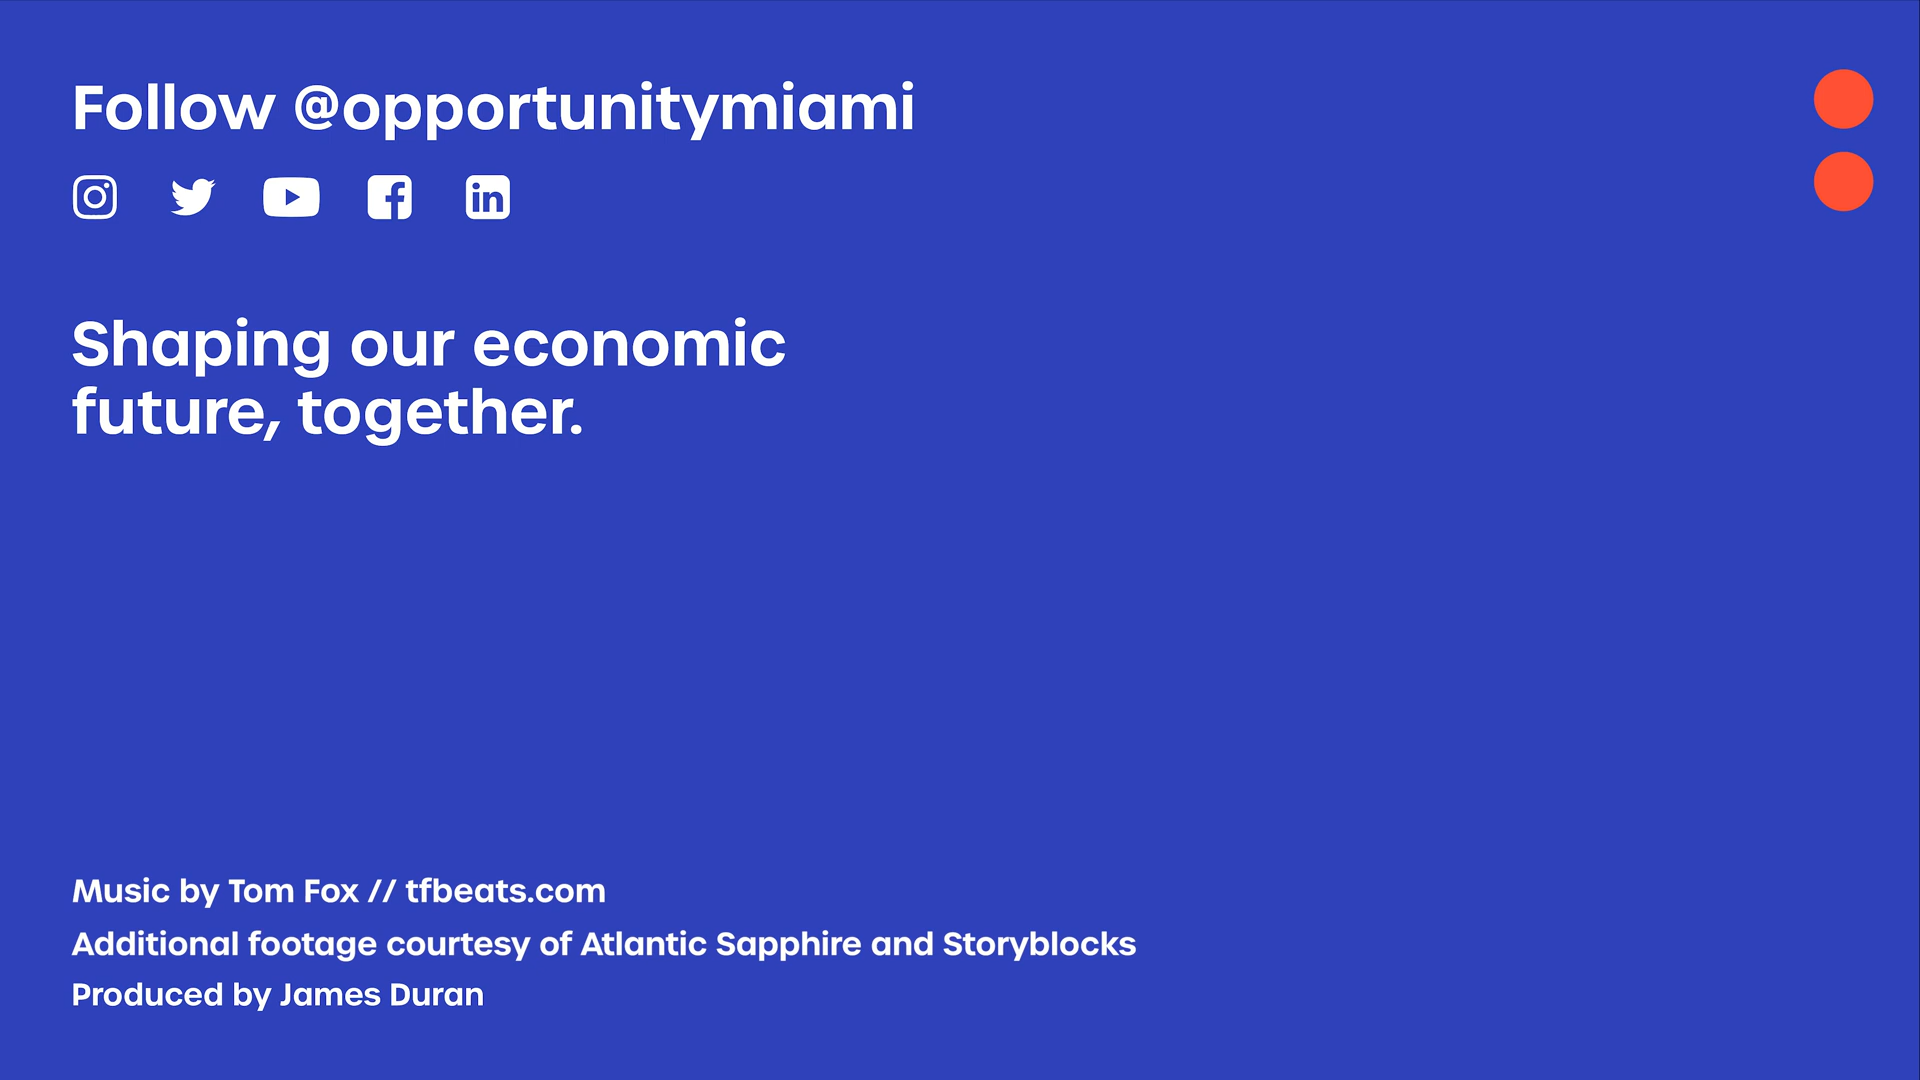 Follow @opportunitymiami
Shaping our economic
future, together.
Music by Tom Fox // tfbeats.com
Additional footage courtesy of Atlantic Sapphire and Storyblocks
Produced by James Duran